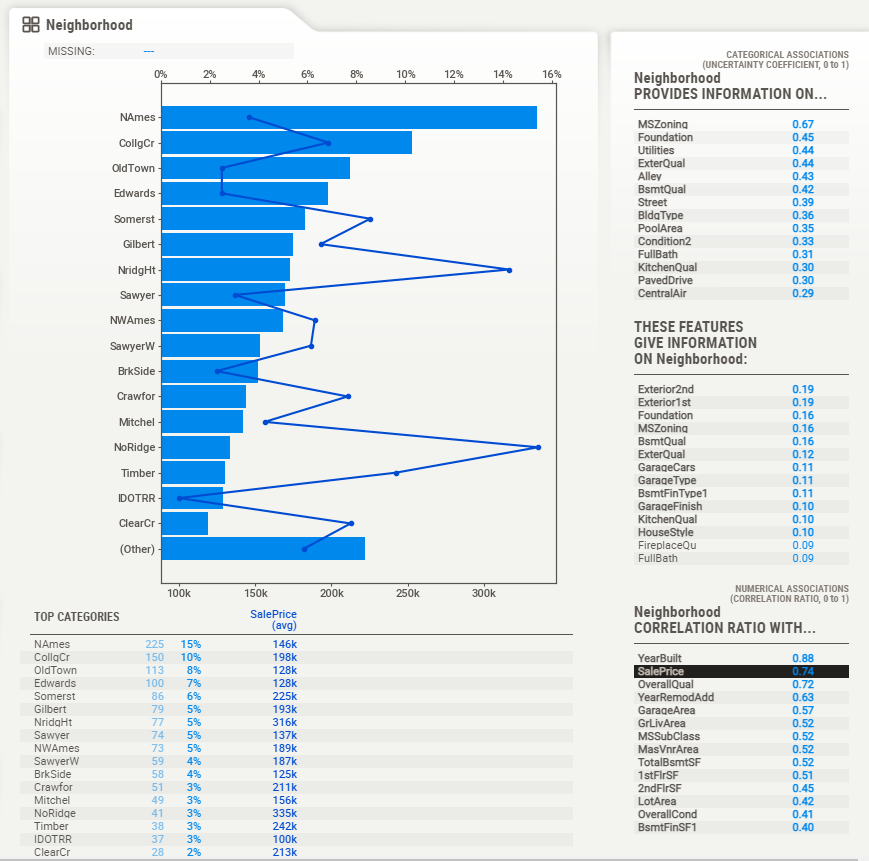 Neighborhood
MISSING: ---
0% 2% 4% 6% 8% 10% 12% 14% 16%
NAmes
CollgCr
OldTown
Edwards
Somerst
Gilbert
NridgHt
Sawyer
NWAmes
SawyerW
BrkSide
Crawfor
Mitchel
NoRidge
Timber
IDOTRR
ClearCr
(Other)
100k 150k 200k 250k 300k
TOP CATEGORIES SalePrice
(avg)
NAmes 225 15% 146k
CollgCr 150 10% 198k
OldTown 113 8% 128k
Edwards 100 7% 128k
Somerst 86 6% 225k
Gilbert 79 5% 193k
NridgHt 77 5% 316k
Sawyer 74 5% 137k
NWAmes 73 5% 189k
SawyerW 59 4% 187k
BrkSide 58 4% 125k
Crawfor 51 3% 211k
Mitchel 49 3% 156k
NoRidge 41 3% 335k
Timber 38 3% 242k
IDOTRR 37 3% 100k
ClearCr 28 2% 213k
CATEGORICAL ASSOCIATIONS
(UNCERTAINTY COEFFICIENT, 0 to 1)
Neighborhood
PROVIDES INFORMATION ON...
MSZoning 0.67
Foundation 0.45
Utilities 0.44
ExterQual 0.44
Alley 0.43
BsmtQual 0.42
Street 0.39
BldgType 0.36
PoolArea 0.35
Condition2 0.33
FullBath 0.31
KitchenQual 0.30
PavedDrive 0.30
CentralAir 0.29
THESE FEATURES
GIVE INFORMATION
ON Neighborhood:
Exterior2nd 0.19
Exterior1st 0.19
Foundation 0.16
MSZoning 0.16
BsmtQual 0.16
ExterQual 0.12
GarageCars 0.11
GarageType 0.11
BsmtFinType1 0.11
GarageFinish 0.10
KitchenQual 0.10
HouseStyle 0.10
FireplaceQu 0.09
FullBath 0.09
NUMERICAL ASSOCIATIONS
(CORRELATION RATIO, 0 to 1)
Neighborhood
CORRELATION RATIO WITH...
YearBuilt 0.88
SalePrice 0.74
OverallQual 0.72
YearRemodAdd 0.63
GarageArea 0.57
GrLivArea 0.52
MSSubClass 0.52
MasVnrArea 0.52
TotalBsmtSF 0.52
1stFlrSF 0.51
2ndFlrSF 0.45
LotArea 0.42
OverallCond 0.41
BsmtFinSF1 0.40